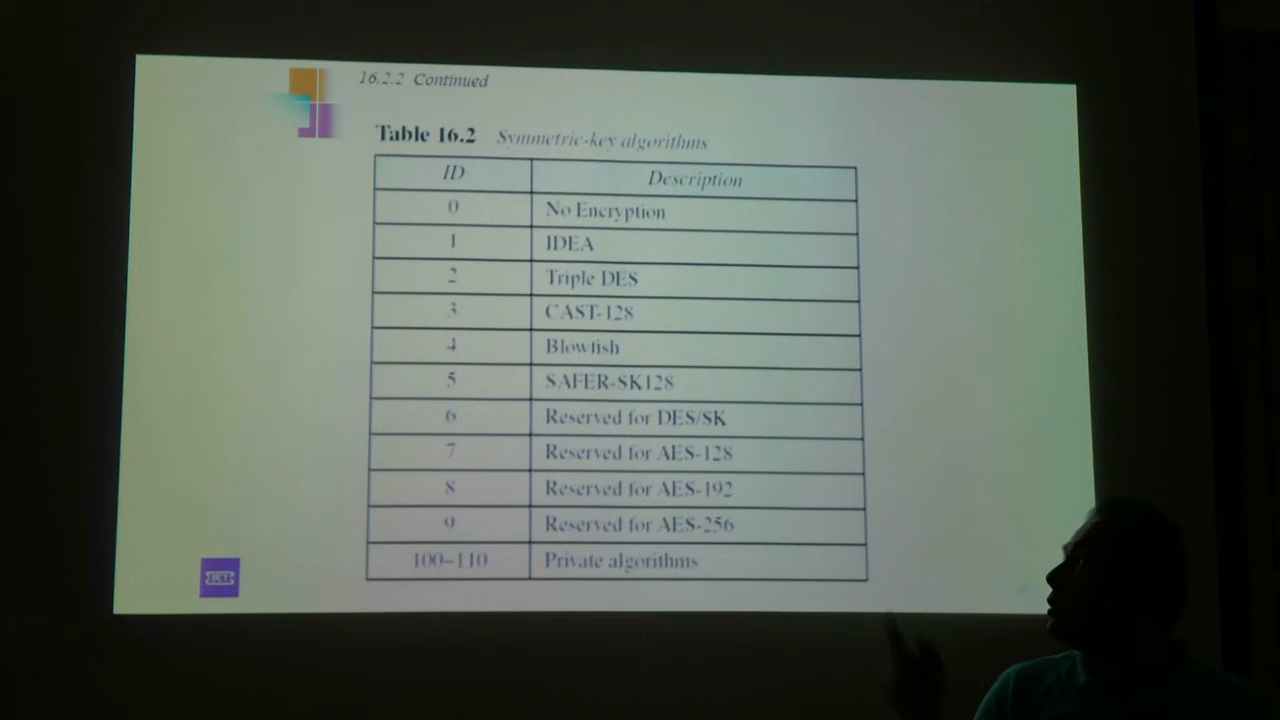 16.2.2 Continued
Table 16.2 Symmetric-key algorithms
ID Description
0 No Encryption
1 IDEA
2 Triple DES
3 CAST-128
4 Blowfish
5 SAFER-SK128
6 Reserved for DES/SK
7 Reserved for AES-128
8 Reserved for AES-192
9 Reserved for AES-256
100–110 Private algorithms